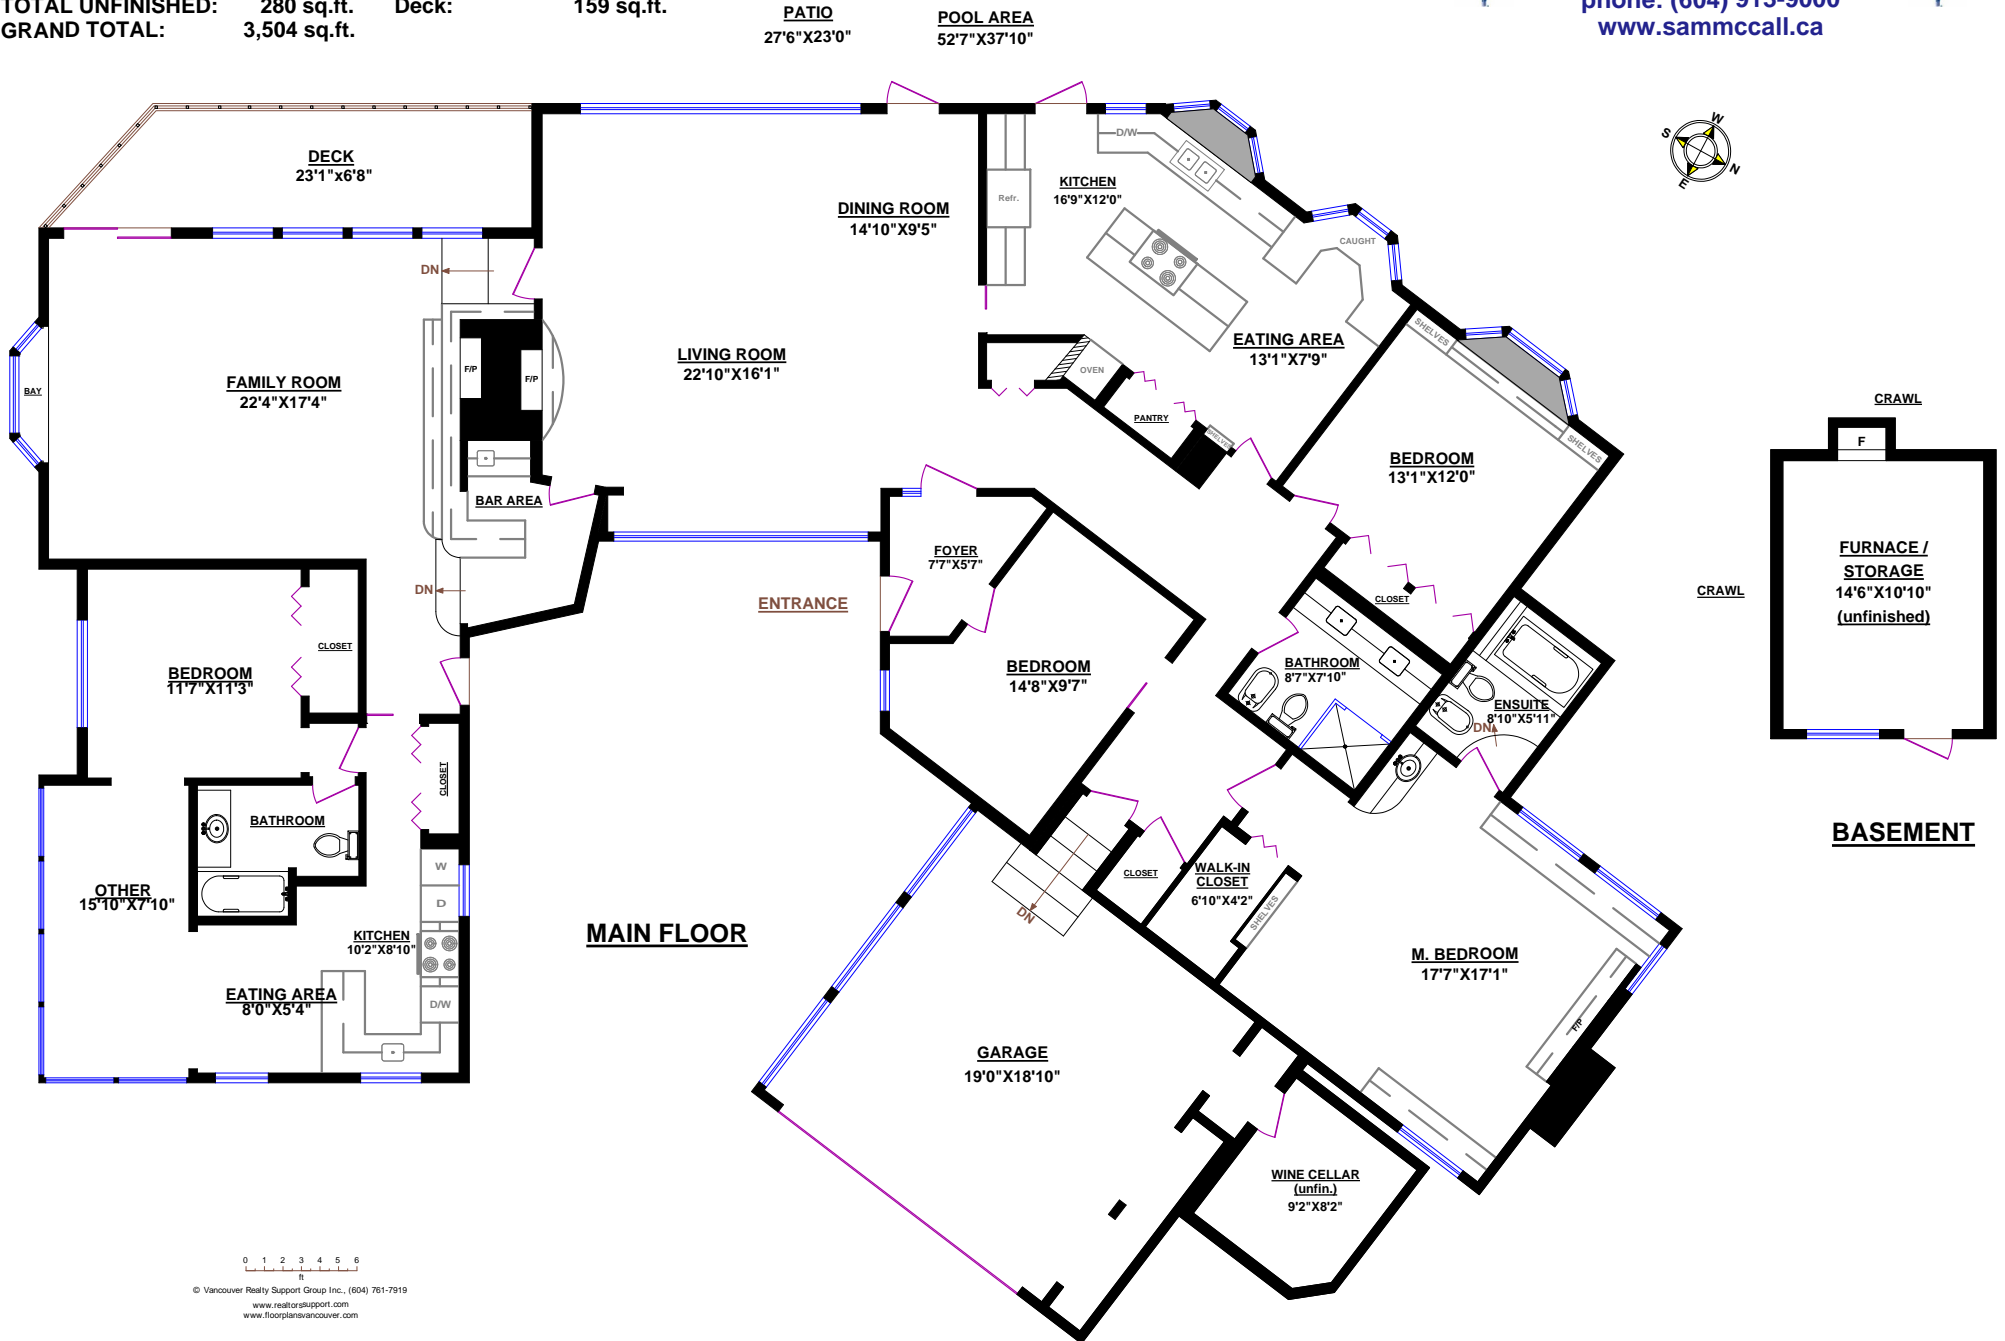 TOTAL UNFINISHED: 280 sq.ft. Deck: 159 sq.ft.
GRAND TOTAL: 3,504 sq.ft.
PATIO
27'6"X23'0"
POOL AREA
52'7"X37'10"
phone: (604) 913-9000
www.sammccall.ca
S
W
N
E
DECK
23'1"x6'8"
DINING ROOM
14'10"X9'5"
KITCHEN
16'9"X12'0"
D/W
Refr.
CAUGHT
DN
LIVING ROOM
22'10"X16'1"
EATING AREA
13'1"X7'9"
OVEN
PANTRY
SHELVES
SHELVES
SHELVES
FAMILY ROOM
22'4"X17'4"
BAY
F/P
F/P
BAR AREA
BEDROOM
13'1"X12'0"
CRAWL
F
FURNACE /
STORAGE
14'6"X10'10"
(unfinished)
CRAWL
BASEMENT
FOYER
7'7"X5'7"
ENTRANCE
DN
CLOSET
BEDROOM
11'7"X11'3"
CLOSET
BEDROOM
14'8"X9'7"
BATHROOM
8'7"X7'10"
ENSUITE
8'10"X5'11"
DN
CLOSET
BATHROOM
OTHER
15'10"X7'10"
W
D
KITCHEN
10'2"X8'10"
D/W
EATING AREA
8'0"X5'4"
MAIN FLOOR
DN
CLOSET
WALK-IN
CLOSET
6'10"X4'2"
SHELVES
M. BEDROOM
17'7"X17'1"
F/P
GARAGE
19'0"X18'10"
WINE CELLAR
(unfin.)
9'2"X8'2"
0 1 2 3 4 5 6
ft
© Vancouver Realty Support Group Inc., (604) 761-7919
www.realtorssupport.com
www.floorplansvancouver.com